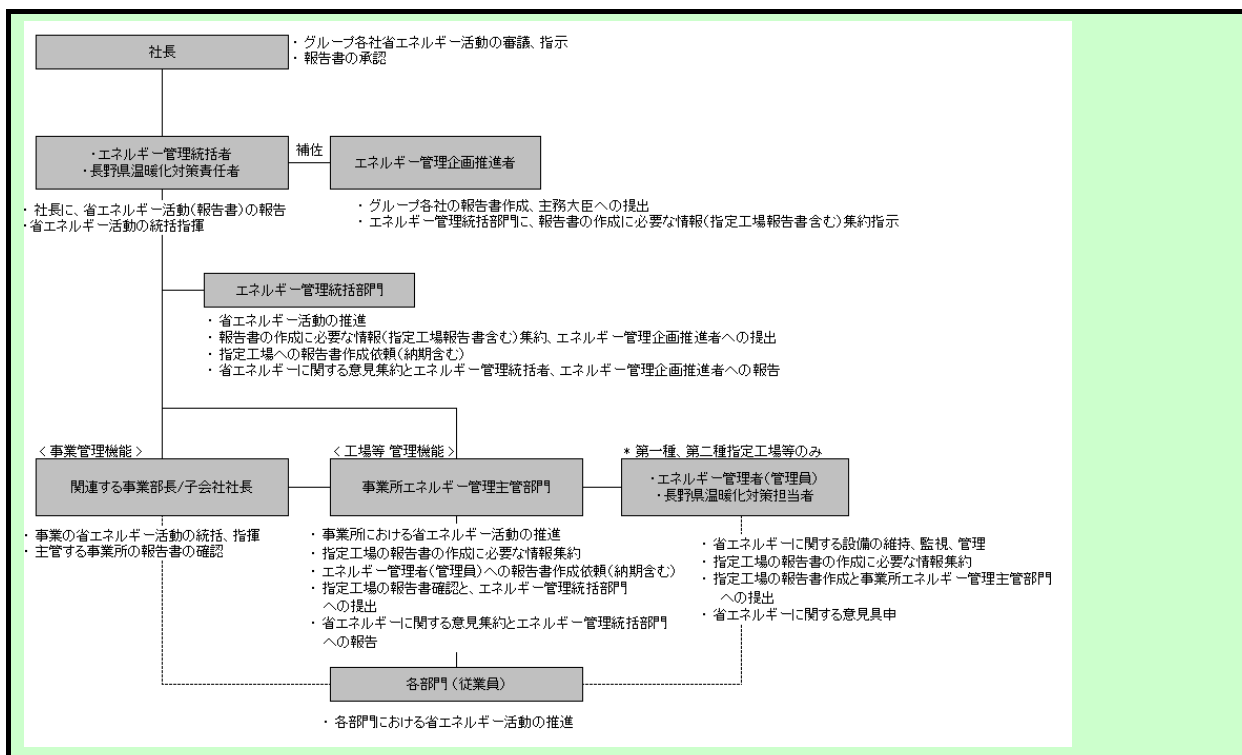 社長
・グループ各社省エネルギー活動の審議、指示
・報告書の承認
・エネルギー管理統括者
・長野県温暖化対策責任者
補佐
エネルギー管理企画推進者
・社長に、省エネルギー活動(報告書)の報告
・省エネルギー活動の統括指揮
・グループ各社の報告書作成、主務大臣への提出
・エネルギー管理統括部門に、報告書の作成に必要な情報(指定工場報告書含む)集約指示
エネルギー管理統括部門
・省エネルギー活動の推進
・報告書の作成に必要な情報(指定工場報告書含む)集約、エネルギー管理企画推進者への提出
・指定工場への報告書作成依頼(納期含む)
・省エネルギーに関する意見集約とエネルギー管理統括者、エネルギー管理企画推進者への報告
<事業管理機能>
関連する事業部長/子会社社長
・事業の省エネルギー活動の統括、指揮
・主管する事業所の報告書の確認
<工場等 管理機能>
事業所エネルギー管理主管部門
・事業所における省エネルギー活動の推進
・指定工場の報告書の作成に必要な情報集約
・エネルギー管理者(管理員)への報告書作成依頼(納期含む)
・指定工場の報告書確認と、エネルギー管理統括部門
への提出
・省エネルギーに関する意見集約とエネルギー管理統括部門
への報告
*第一種、第二種指定工場等のみ
・エネルギー管理者(管理員)
・長野県温暖化対策担当者
・省エネルギーに関する設備の維持、監視、管理
・指定工場の報告書の作成に必要な情報集約
・指定工場の報告書作成と事業所エネルギー管理主管部門
への提出
・省エネルギーに関する意見具申
各部門(従業員)
・各部門における省エネルギー活動の推進